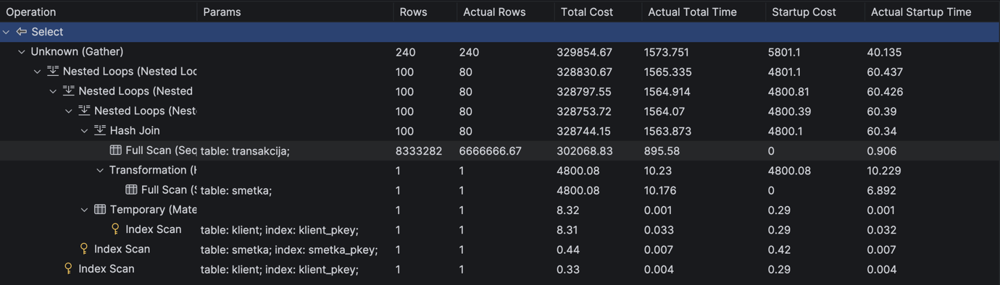 Operation Params Rows Actual Rows Total Cost Actual Total Time Startup Cost Actual Startup Time
Select
Unknown (Gather) 240 240 329854.67 1573.751 5801.1 40.135
Nested Loops (Nested Loo 100 80 328830.67 1565.335 4801.1 60.437
Nested Loops (Nested 100 80 328797.55 1564.914 4800.81 60.426
Nested Loops (Neste 100 80 328753.72 1564.07 4800.39 60.39
Hash Join 100 80 328744.15 1563.873 4800.1 60.34
Full Scan (Seq table: transakcija; 8333282 6666666.67 302068.83 895.58 0 0.906
Transformation (H 1 1 4800.08 10.23 4800.08 10.229
Full Scan (S table: smetka; 1 1 4800.08 10.176 0 6.892
Temporary (Mate 1 1 8.32 0.001 0.29 0.001
Index Scan table: klient; index: klient_pkey; 1 1 8.31 0.033 0.29 0.032
Index Scan table: smetka; index: smetka_pkey; 1 1 0.44 0.007 0.42 0.007
Index Scan table: klient; index: klient_pkey; 1 1 0.33 0.004 0.29 0.004